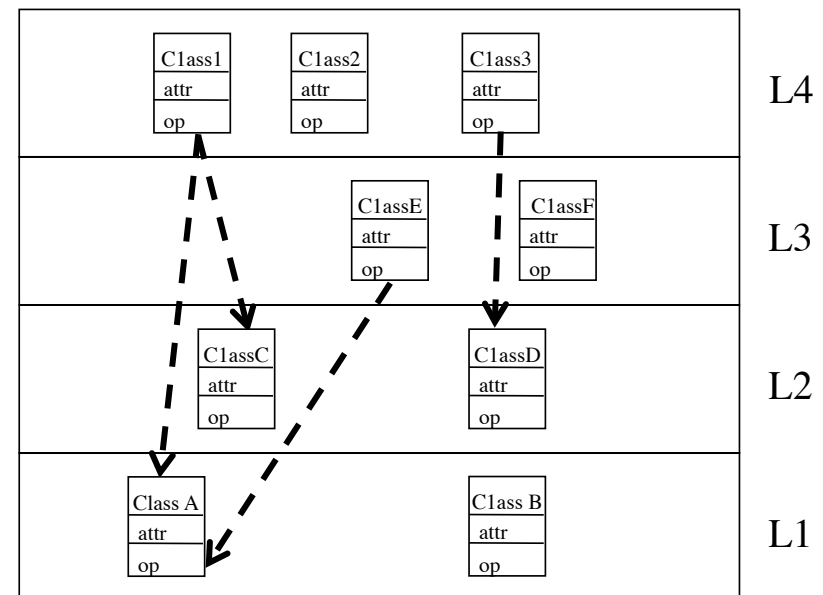 C1ass1
attr
op
C1ass2
attr
op
C1ass3
attr
op
L4
C1assE
attr
op
C1assF
attr
op
L3
C1assC
attr
op
C1assD
attr
op
L2
Class A
attr
op
C1ass B
attr
op
L1